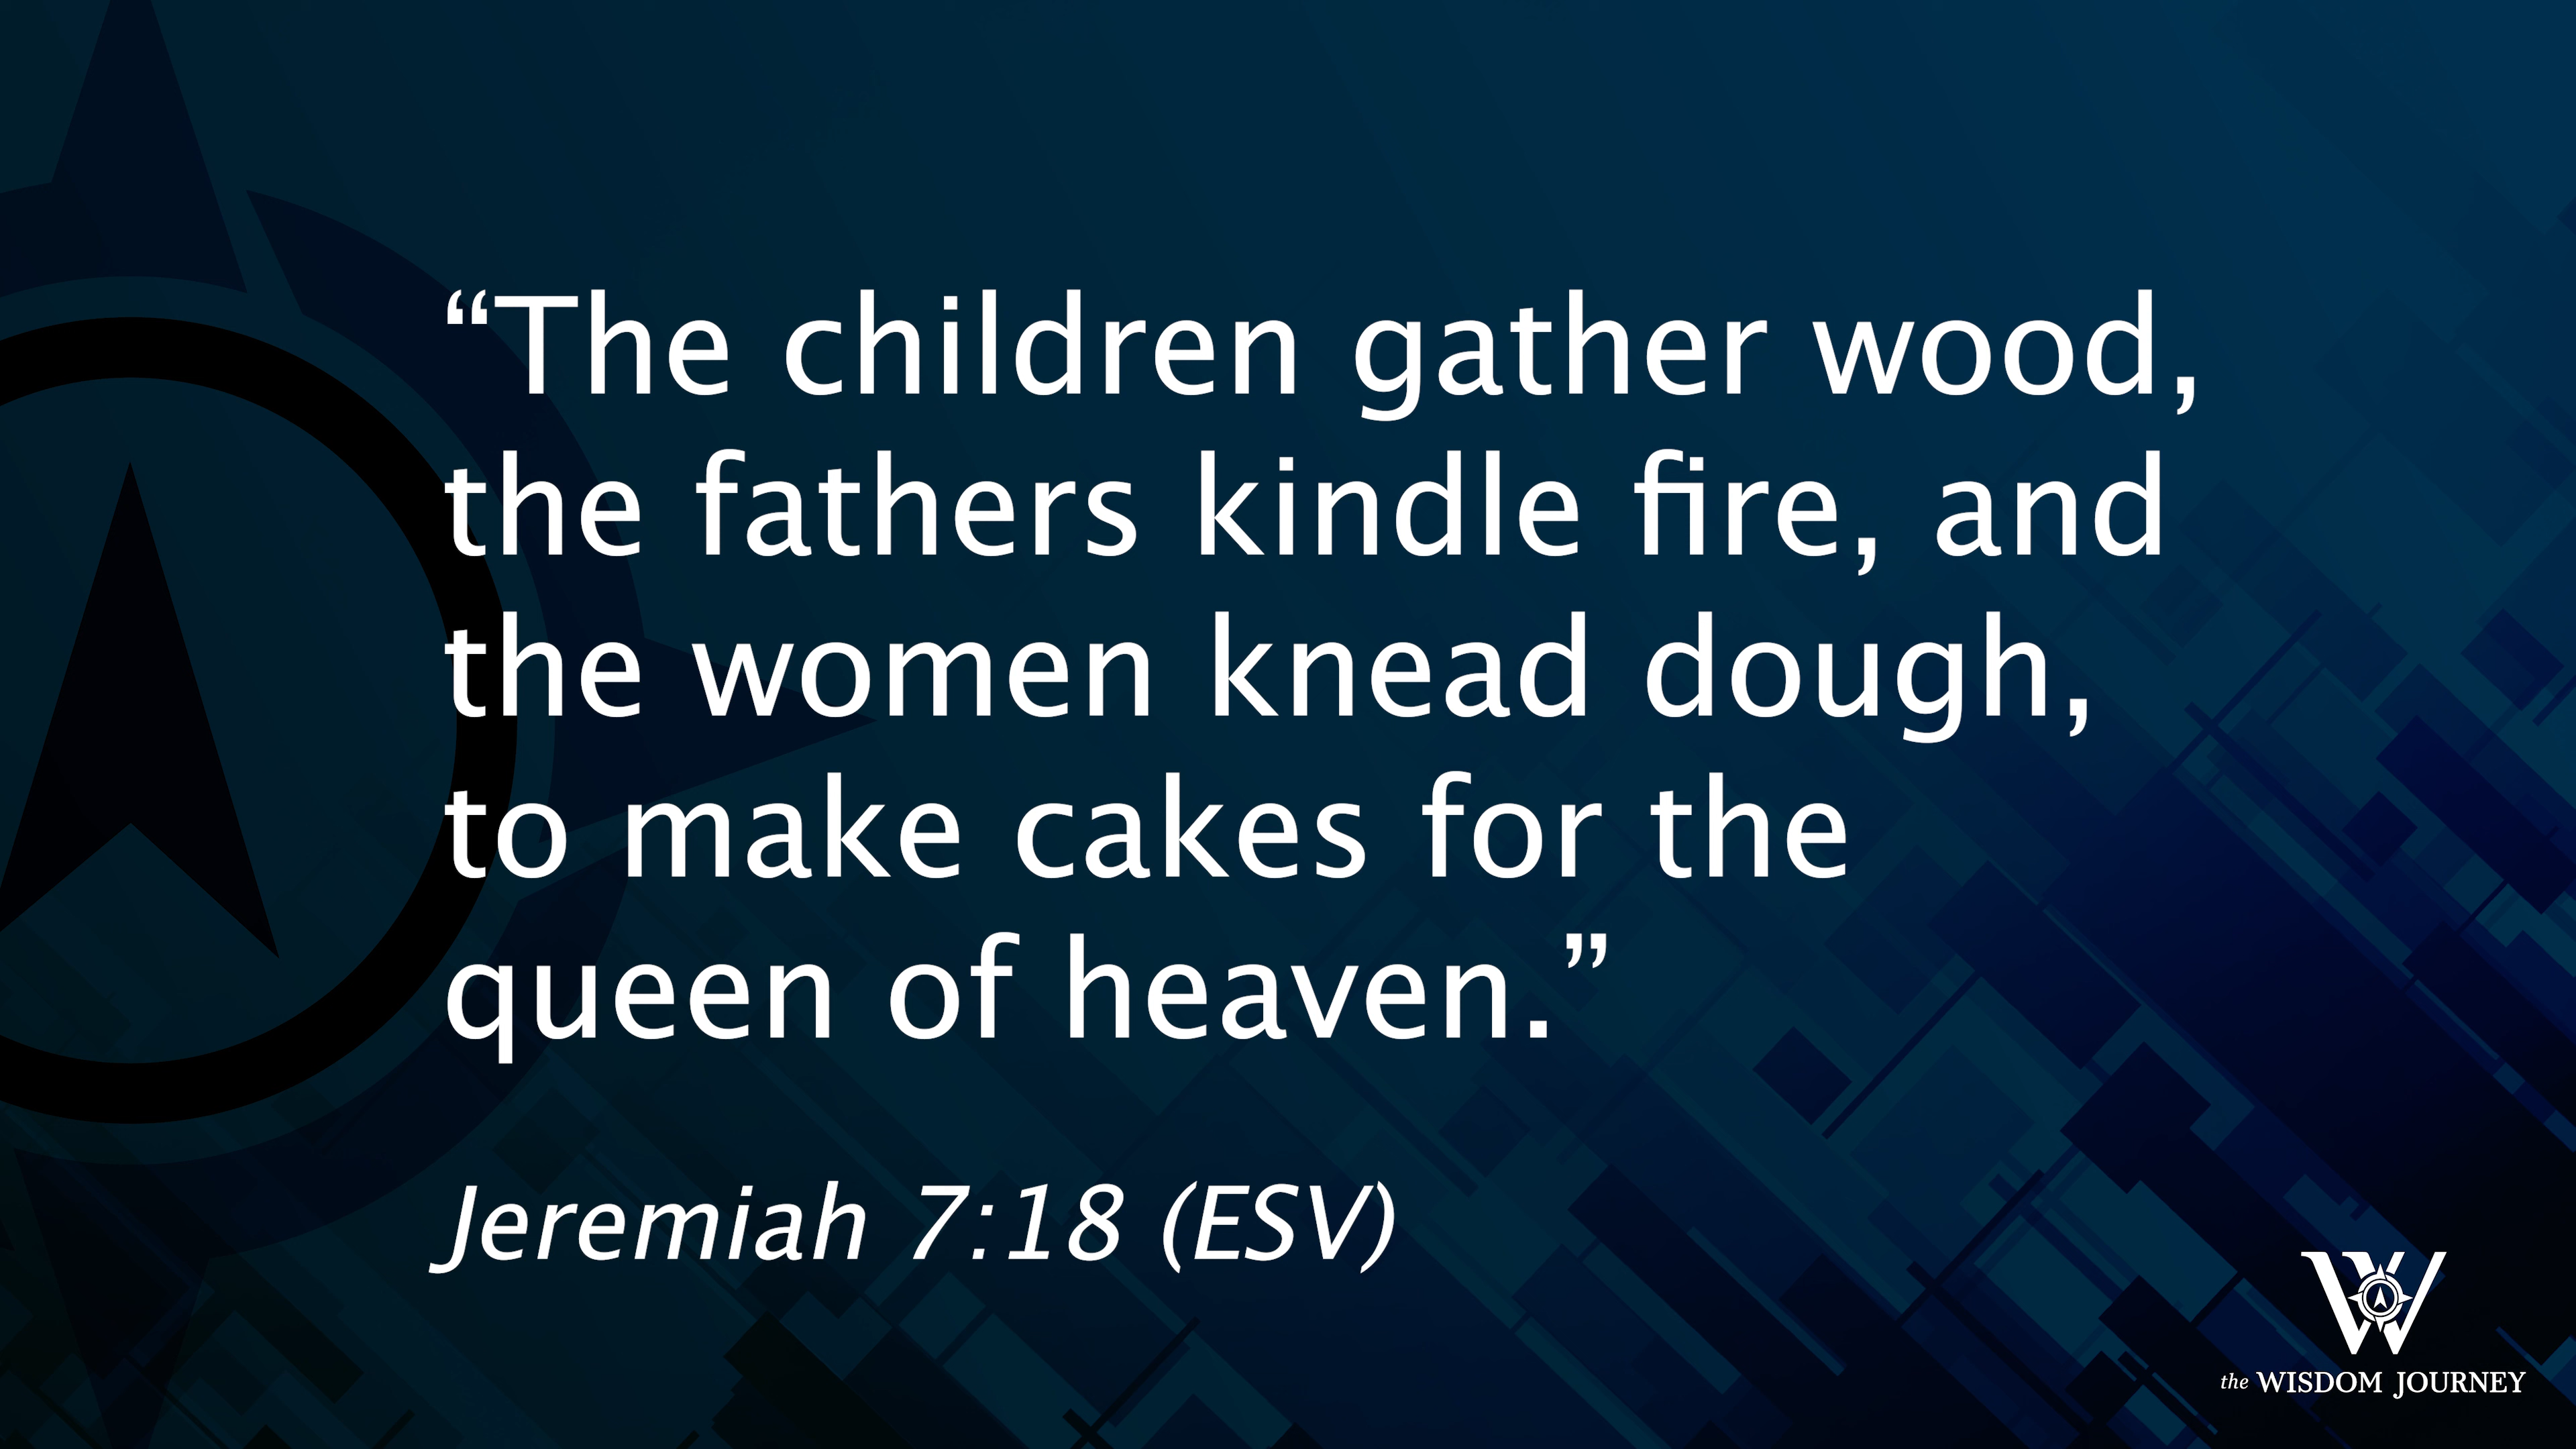 “The children gather wood,
the fathers kindle fire, and
the women knead dough,
to make cakes for the
queen of heaven.”
Jeremiah 7:18 (ESV)
W
the WISDOM JOURNEY